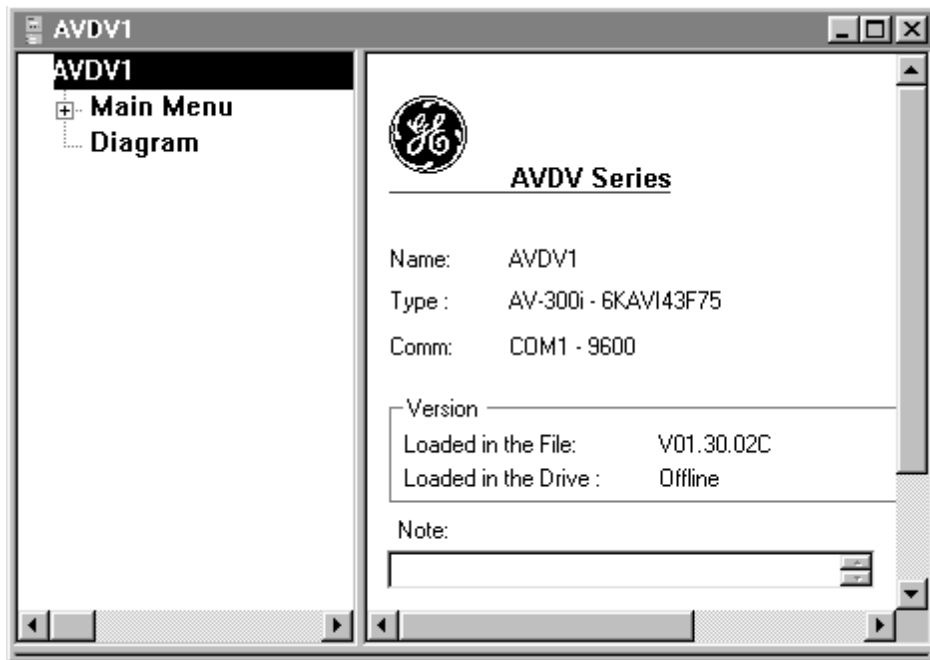 AVDV1
AVDV1
Main Menu
Diagram
GE
AVDV Series
Name: AVDV1
Type : AV-300i - 6KAVI43F75
Comm: COM1 - 9600
Version
Loaded in the File: V01.30.02C
Loaded in the Drive : Offline
Note: